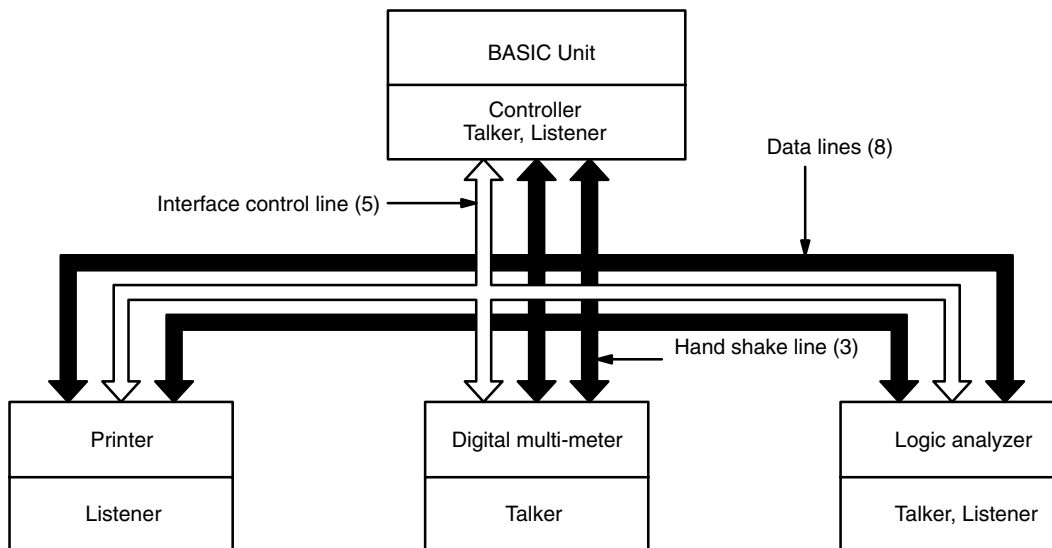 BASIC Unit
Controller
Talker, Listener
Data lines (8)
Interface control line (5)
Hand shake line (3)
Printer
Digital multi-meter
Logic analyzer
Listener
Talker
Talker, Listener